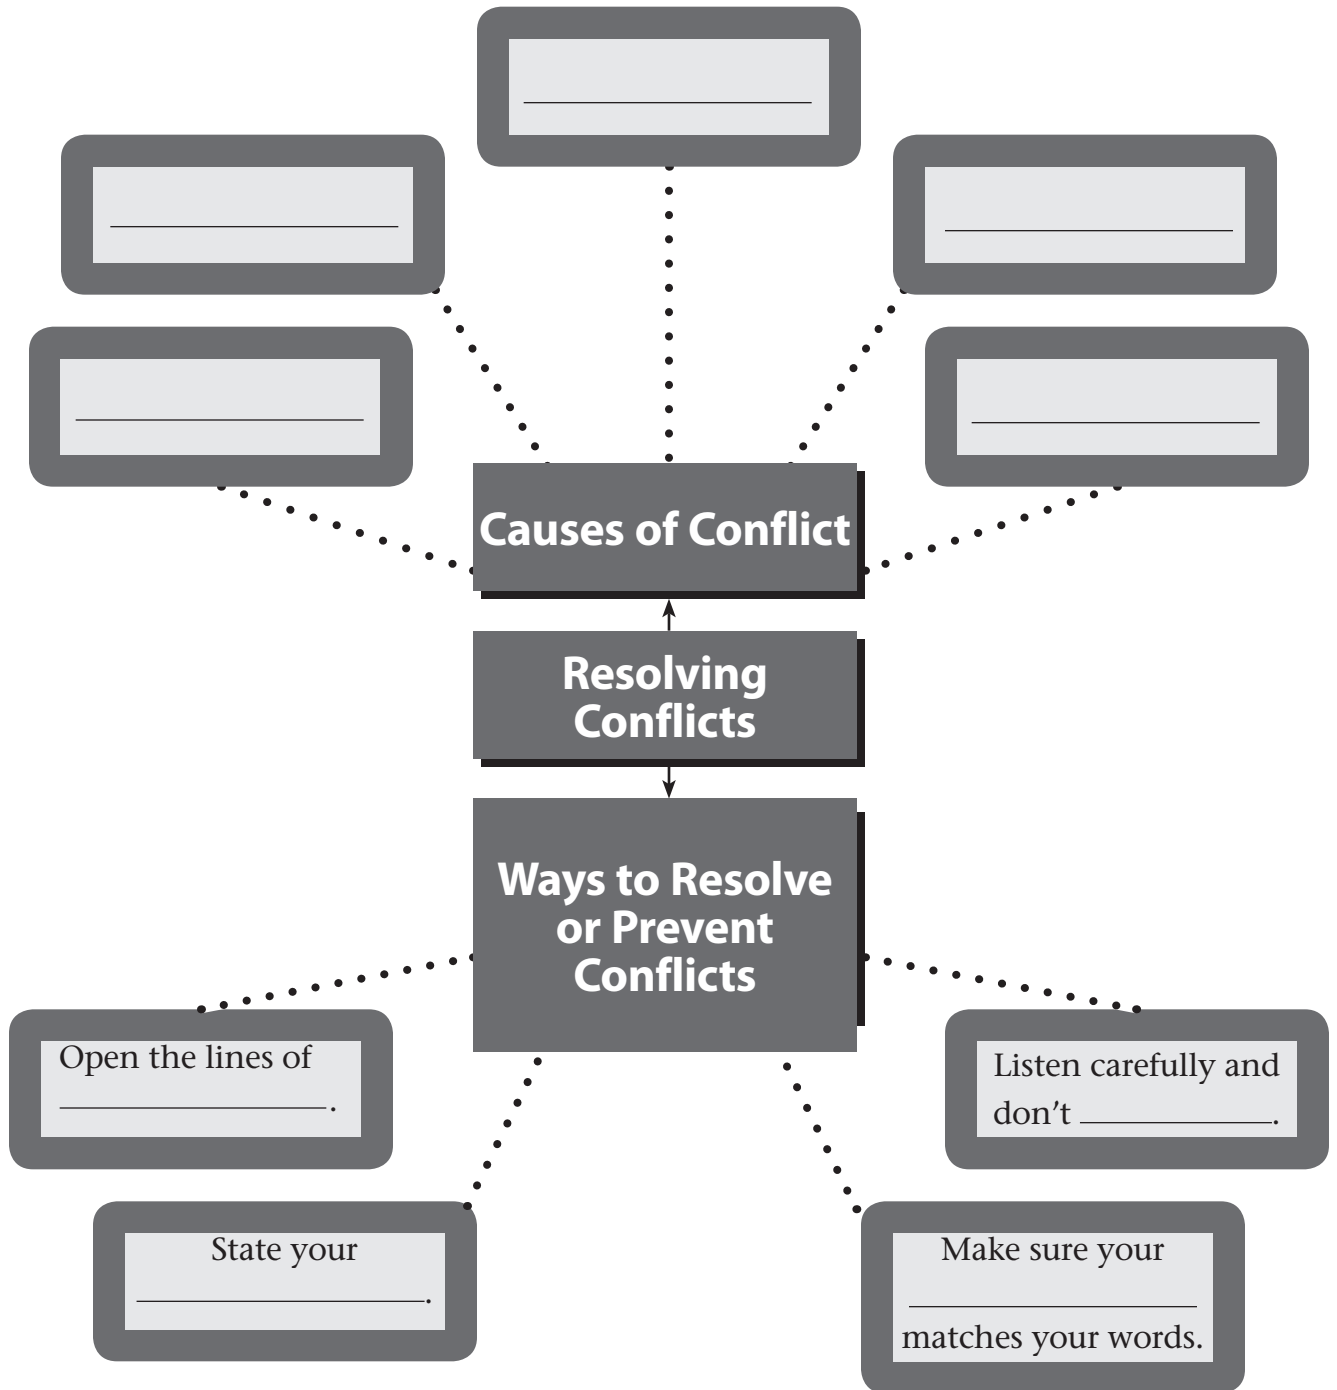 Causes of Conflict
Resolving
Conflicts
Ways to Resolve
or Prevent
Conflicts
Open the lines of
.
Listen carefully and
don't .
State your
.
Make sure your
matches your words.